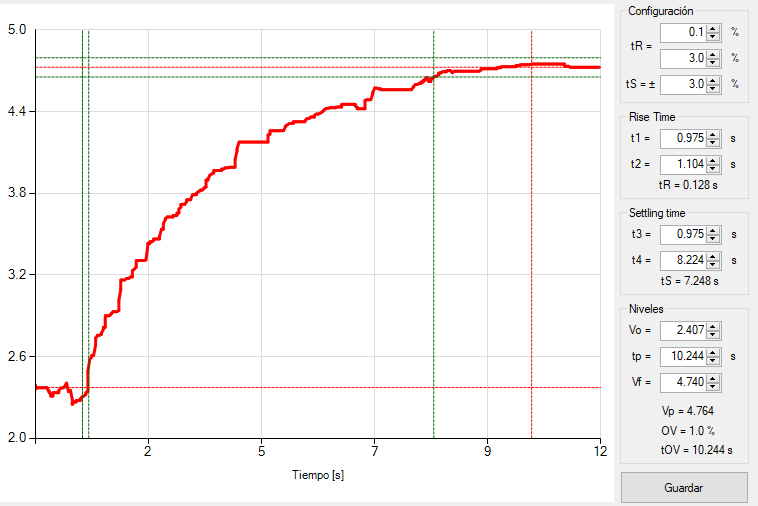 5.0
4.4
3.8
3.2
2.6
2.0
2
5
7
9
12
Tiempo [s]
Configuración
tR =
0.1 %
3.0 %
tS = ± 3.0 %
Rise Time
t1 = 0.975 s
t2 = 1.104 s
tR = 0.128 s
Settling time
t3 = 0.975 s
t4 = 8.224 s
tS = 7.248 s
Niveles
Vo = 2.407
tp = 10.244 s
Vf = 4.740
Vp = 4.764
OV = 1.0 %
tOV = 10.244 s
Guardar